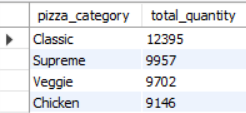 pizza_category total_quantity
Classic 12395
Supreme 9957
Veggie 9702
Chicken 9146